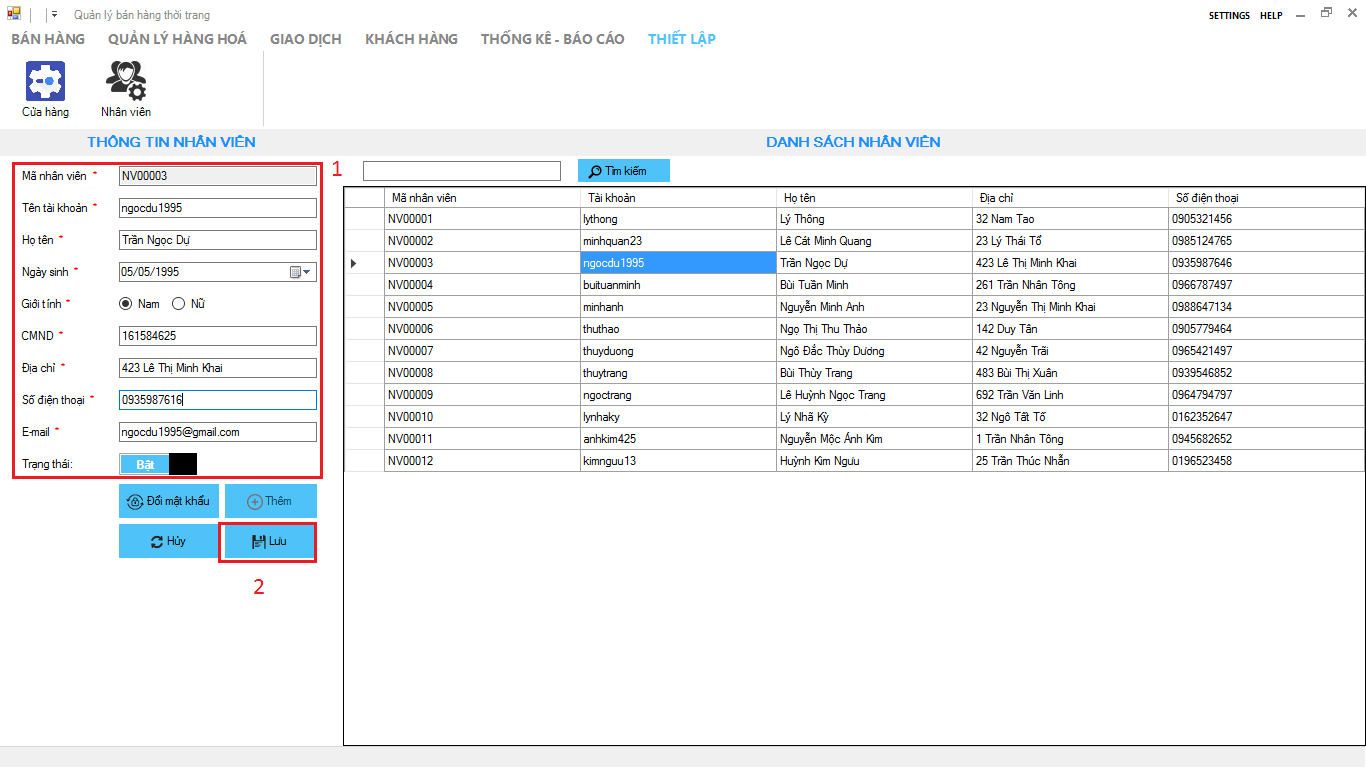 Quản lý bán hàng thời trang
SETTINGS HELP
BÁN HÀNG QUẢN LÝ HÀNG HOÁ GIAO DỊCH KHÁCH HÀNG THỐNG KÊ - BÁO CÁO THIẾT LẬP
Cửa hàng Nhân viên
THÔNG TIN NHÂN VIÊN
Mã nhân viên * NV00003
Tên tài khoản * ngocdu1995
Họ tên * Trần Ngọc Dự
Ngày sinh * 05/05/1995
Giới tính * Nam Nữ
CMND * 161584625
Địa chỉ * 423 Lê Thị Minh Khai
Số điện thoại * 0935987616
E-mail * ngocdu1995@gmail.com
Trạng thái: Bật
Đổi mật khẩu Thêm
Hủy Lưu
1
2
DANH SÁCH NHÂN VIÊN
Tìm kiếm
Mã nhân viên Tài khoản Họ tên Địa chỉ Số điện thoại
NV00001 lythong Lý Thông 32 Nam Tao 0905321456
NV00002 minhquan23 Lê Cát Minh Quang 23 Lý Thái Tổ 0985124765
NV00003 ngocdu1995 Trần Ngọc Dự 423 Lê Thị Minh Khai 0935987646
NV00004 buituanminh Bùi Tuấn Minh 261 Trần Nhân Tông 0966787497
NV00005 minhanh Nguyễn Minh Anh 23 Nguyễn Thị Minh Khai 0988647134
NV00006 thuthao Ngọ Thị Thu Thảo 142 Duy Tân 0905779464
NV00007 thuyduong Ngô Đắc Thùy Dương 42 Nguyễn Trãi 0965421497
NV00008 thuytrang Bùi Thùy Trang 483 Bùi Thị Xuân 0939546852
NV00009 ngoctrang Lê Huỳnh Ngọc Trang 692 Trần Văn Linh 0964794797
NV00010 lynhaky Lý Nhã Kỳ 32 Ngô Tất Tố 0162352647
NV00011 anhkim425 Nguyễn Mộc Ánh Kim 1 Trần Nhân Tông 0945682652
NV00012 kimnguu13 Huỳnh Kim Ngưu 25 Trần Thúc Nhẫn 0196523458